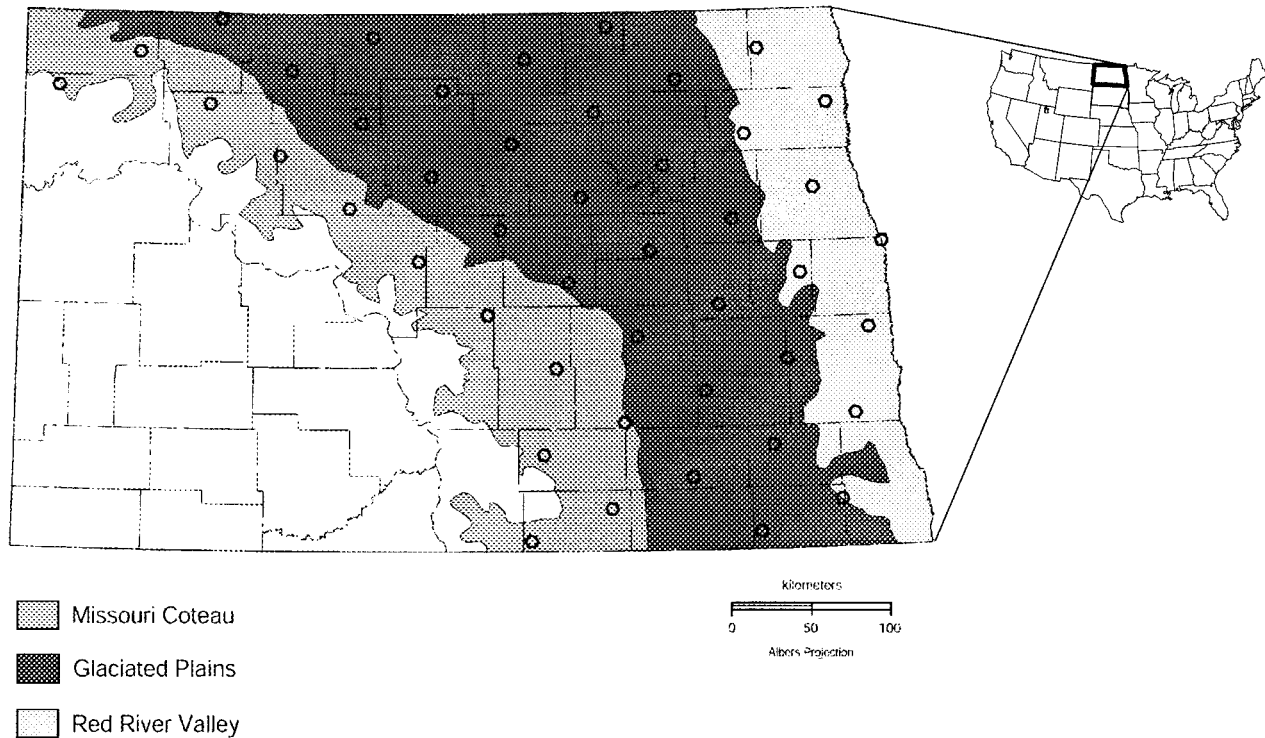 Missouri Coteau
Glaciated Plains
Red River Valley
kilometers
0 50 100
Albers Projection